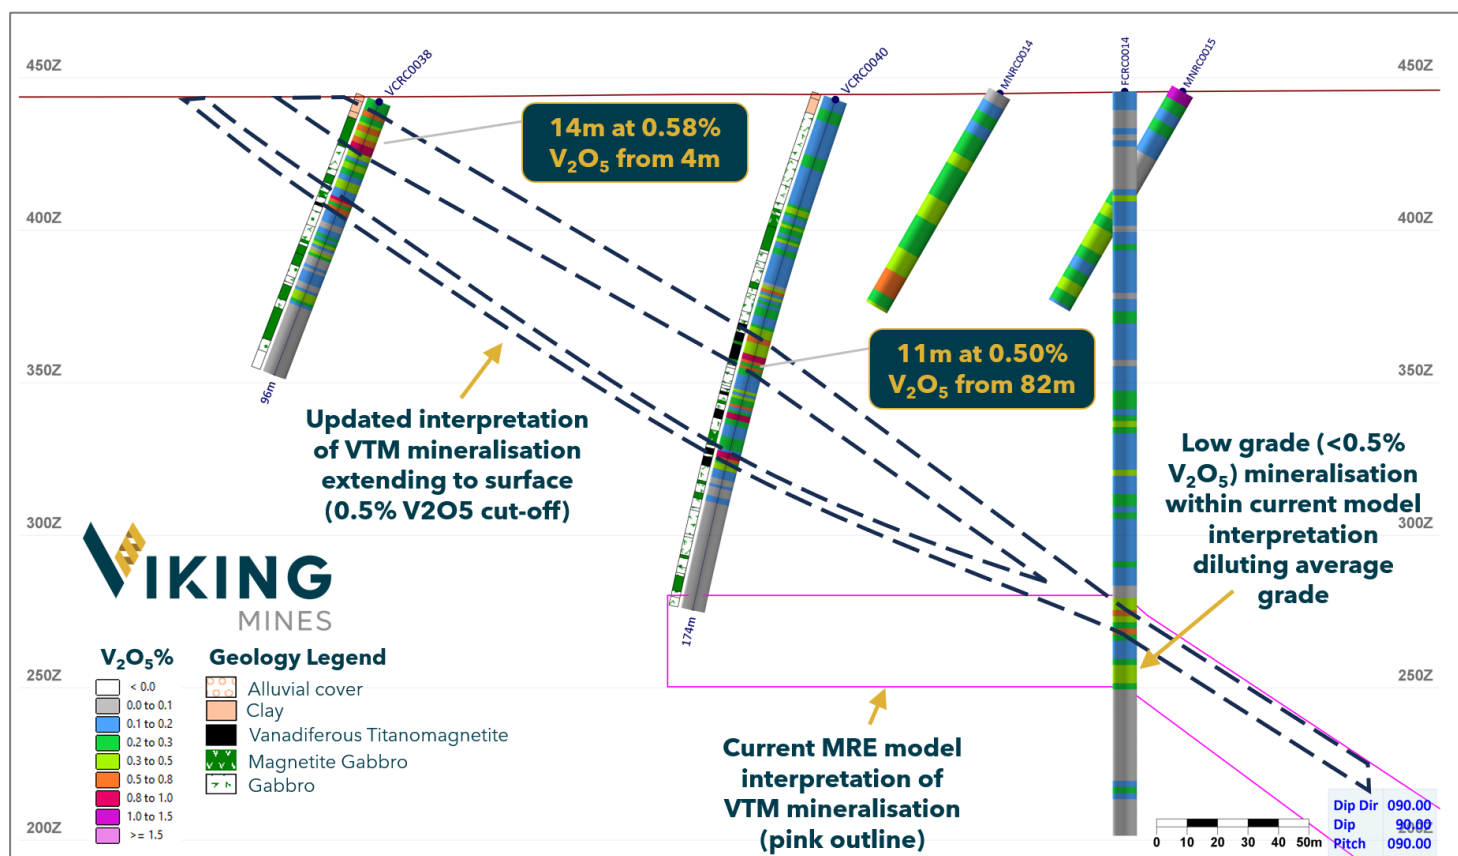 450Z
VCRC0038
VCRC0040
MNRC0014
FCRC0014
MNRC0015
450Z
14m at 0.58%
V₂O₅ from 4m
400Z
400Z
11m at 0.50%
V₂O₅ from 82m
350Z
350Z
96m
Updated interpretation
of VTM mineralisation
extending to surface
(0.5% V2O5 cut-off)
Low grade (<0.5%
V₂O₅) mineralisation
within current model
interpretation
diluting average
grade
300Z
300Z
VIKING
MINES
174m
250Z
250Z
V₂O₅%
< 0.0
0.0 to 0.1
0.1 to 0.2
0.2 to 0.3
0.3 to 0.5
0.5 to 0.8
0.8 to 1.0
1.0 to 1.5
>= 1.5
Geology Legend
Alluvial cover
Clay
Vanadiferous Titanomagnetite
Magnetite Gabbro
Gabbro
Current MRE model
interpretation of
VTM mineralisation
(pink outline)
200Z
200Z
0 10 20 30 40 50m
Dip Dir 090.00
Dip 90.00
Pitch 090.00